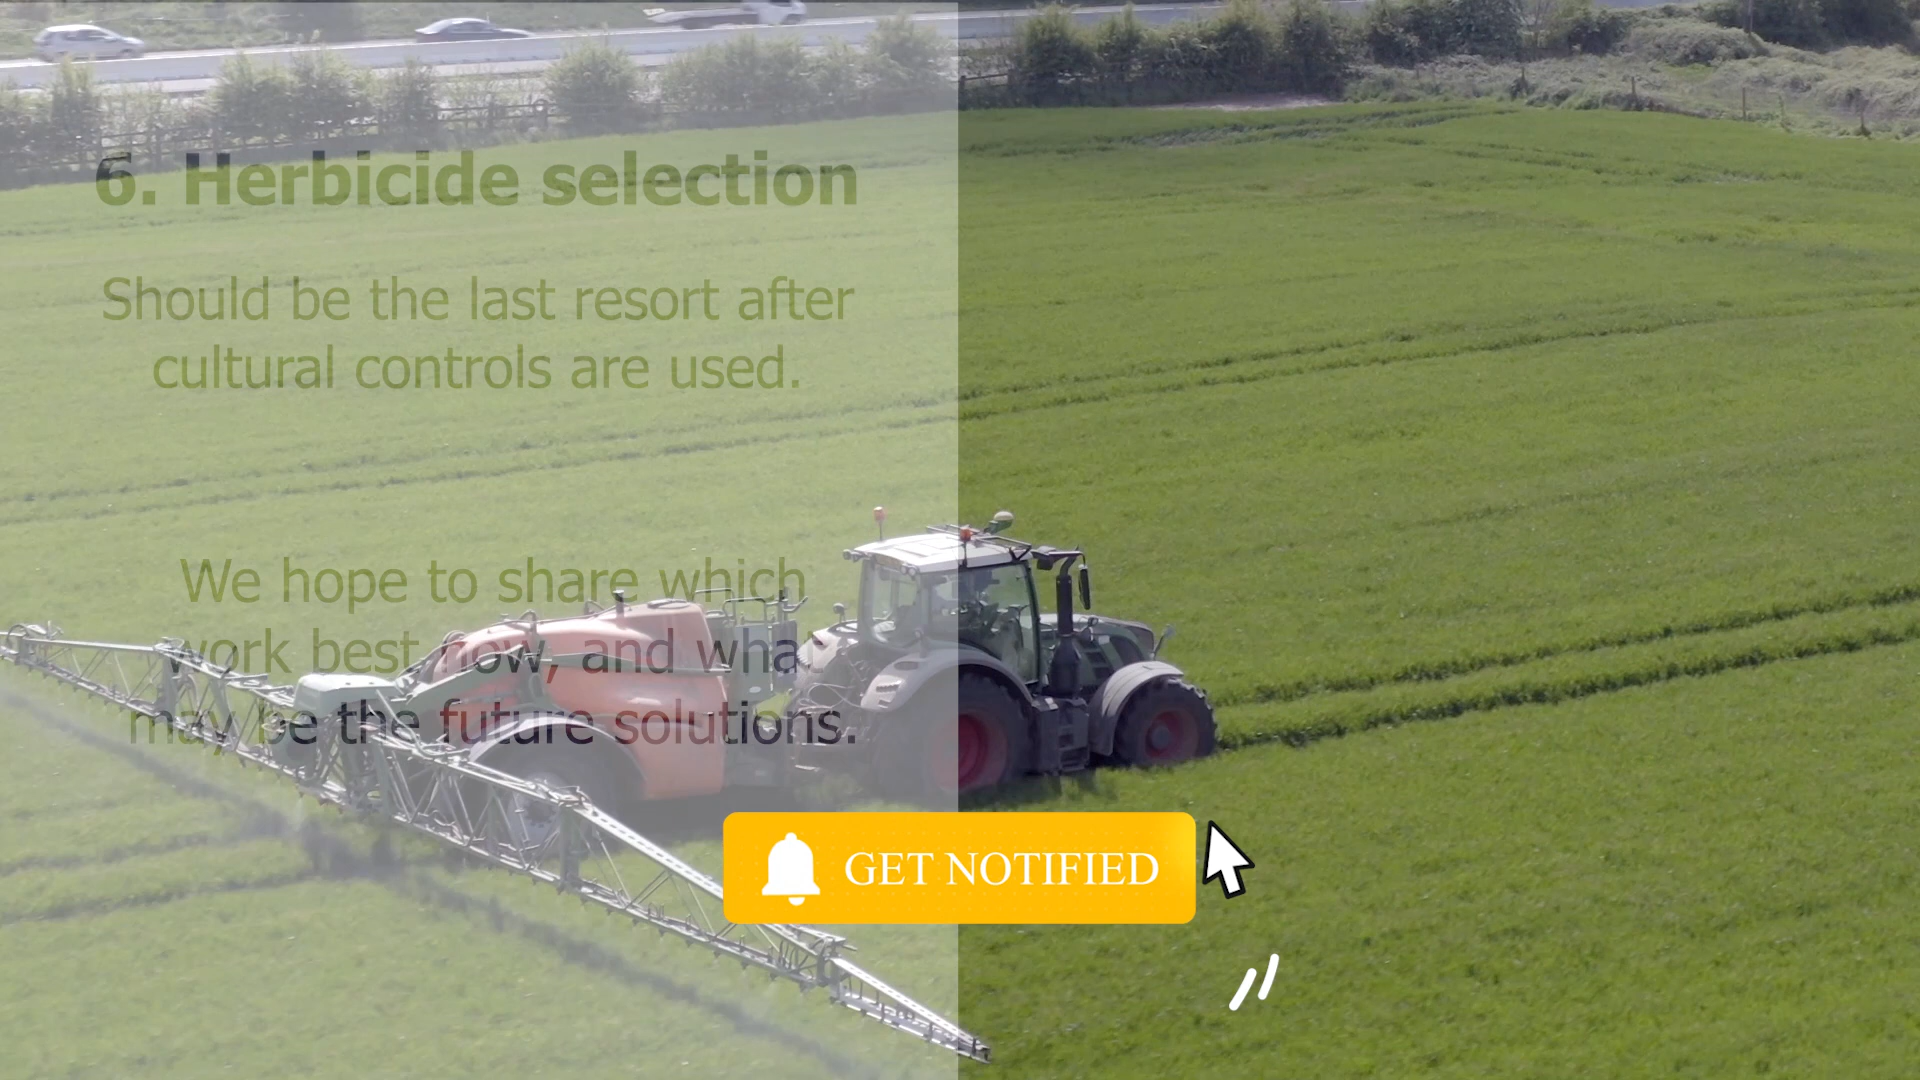 6. Herbicide selection
Should be the last resort after
cultural controls are used.
We hope to share which
work best now, and what
may be the future solutions.
GET NOTIFIED